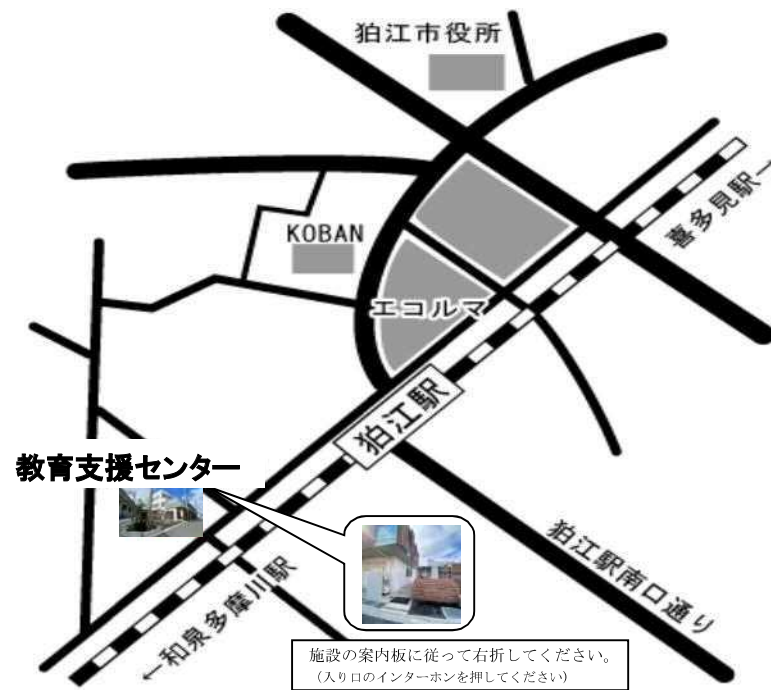 狛江市役所
喜多見駅→
KOBAN
エコルマ
狛江駅
教育支援センター
狛江駅南口通り
←和泉多摩川駅
施設の案内板に従って右折してください。
(入り口のインターホンを押してください)